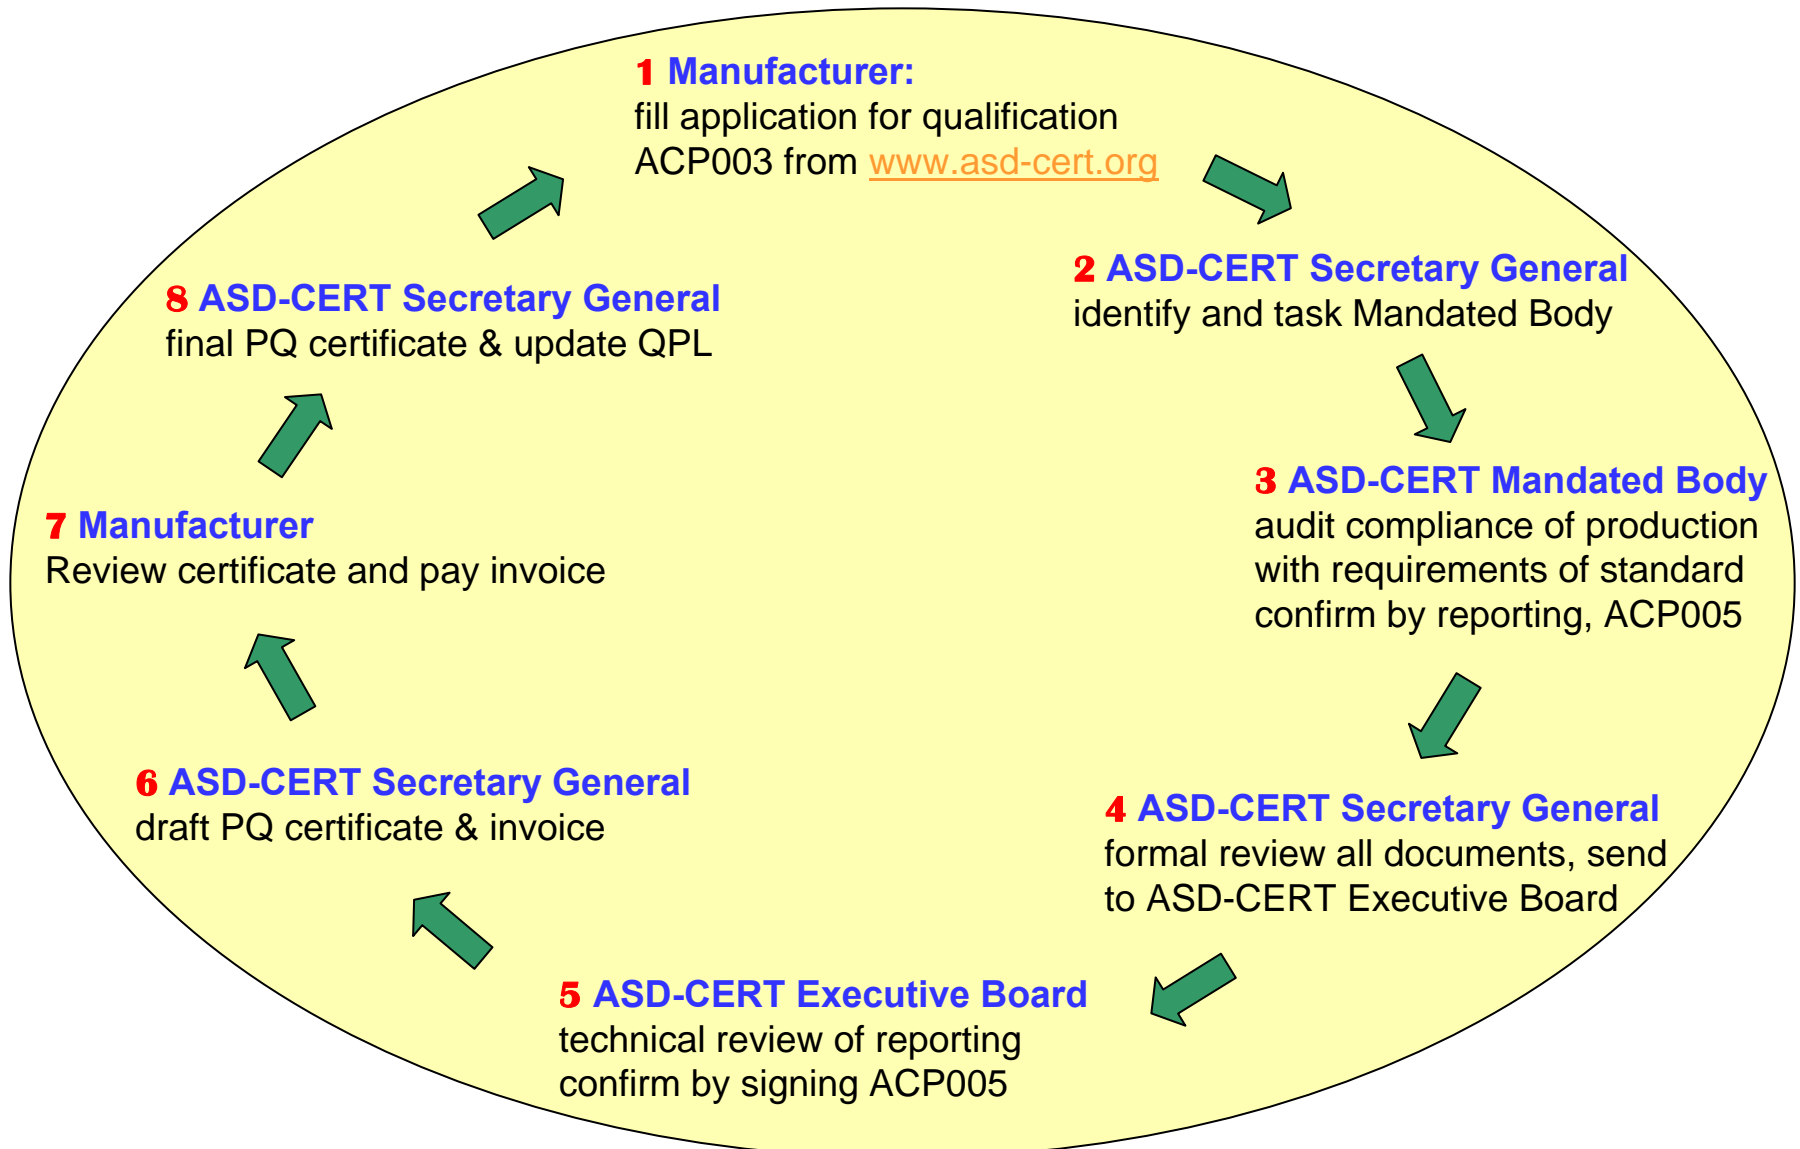 1 Manufacturer:
fill application for qualification
ACP003 from www.asd-cert.org
2 ASD-CERT Secretary General
identify and task Mandated Body
3 ASD-CERT Mandated Body
audit compliance of production
with requirements of standard
confirm by reporting, ACP005
4 ASD-CERT Secretary General
formal review all documents, send
to ASD-CERT Executive Board
5 ASD-CERT Executive Board
technical review of reporting
confirm by signing ACP005
6 ASD-CERT Secretary General
draft PQ certificate & invoice
7 Manufacturer
Review certificate and pay invoice
8 ASD-CERT Secretary General
final PQ certificate & update QPL